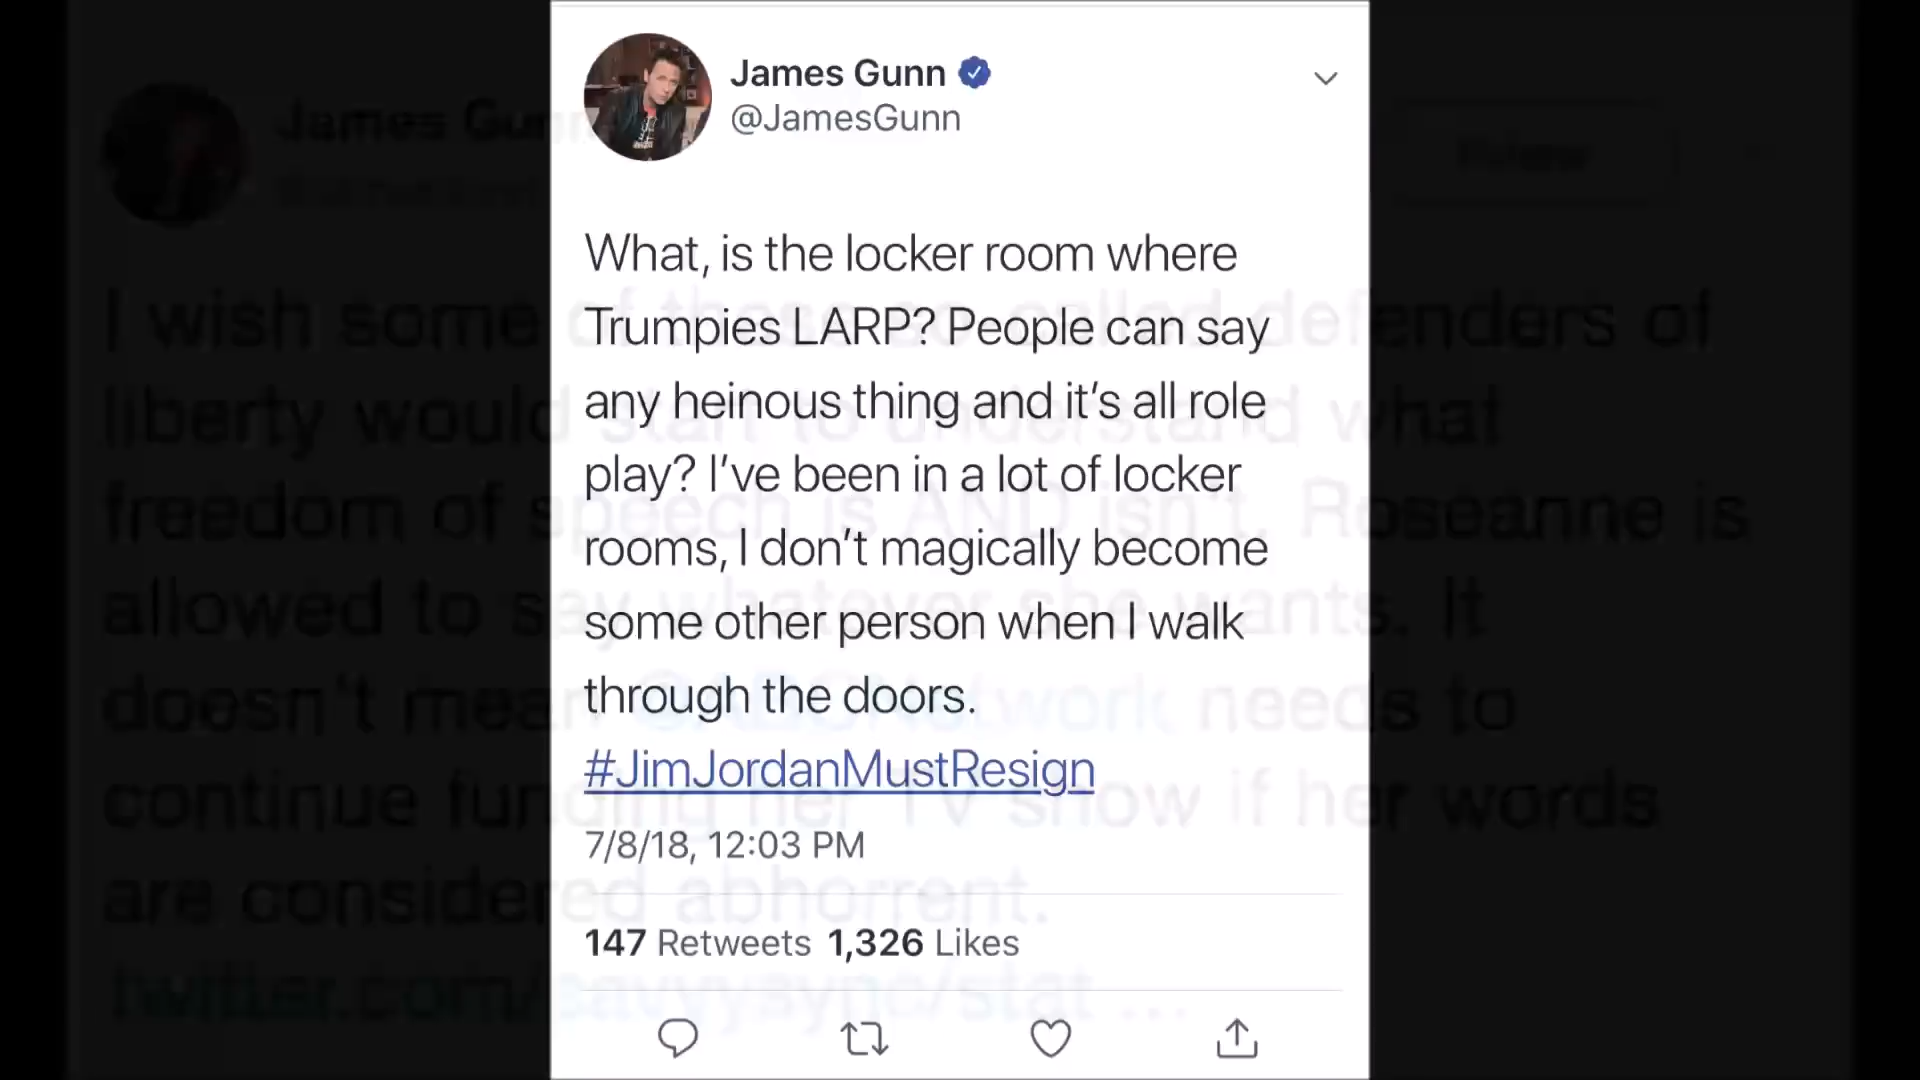 James Gunn
@JamesGunn
What, is the locker room where
Trumpies LARP? People can say
any heinous thing and it's all role
play? I've been in a lot of locker
rooms, I don't magically become
some other person when I walk
through the doors.
#JimJordanMustResign
7/8/18, 12:03 PM
147 Retweets 1,326 Likes
James Gunn
I wish some of these so-called defenders of
liberty would start to understand what
freedom of speech is AND isn't. Roseanne is
allowed to say whatever she wants. It
doesn't mean @ABCNetwork needs to
continue funding her TV show if her words
are considered abhorrent.
twitter.com/savvysync/stat ...